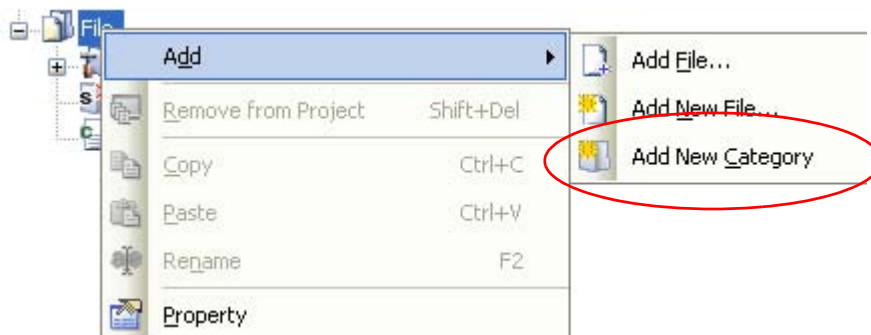 File
Add
Remove from Project Shift+Del
Copy Ctrl+C
Paste Ctrl+V
Rename F2
Property
Add File...
Add New File...
Add New Category